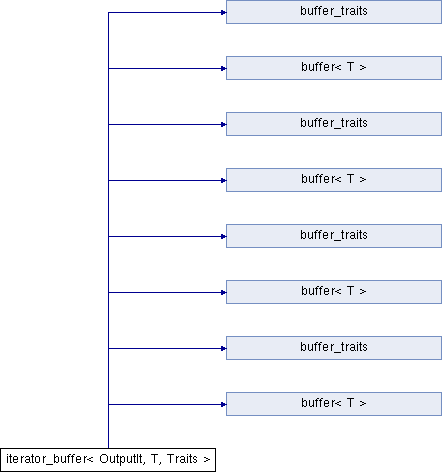 buffer_traits
buffer< T >
buffer_traits
buffer< T >
buffer_traits
buffer< T >
buffer_traits
buffer< T >
iterator_buffer< OutputIt, T, Traits >